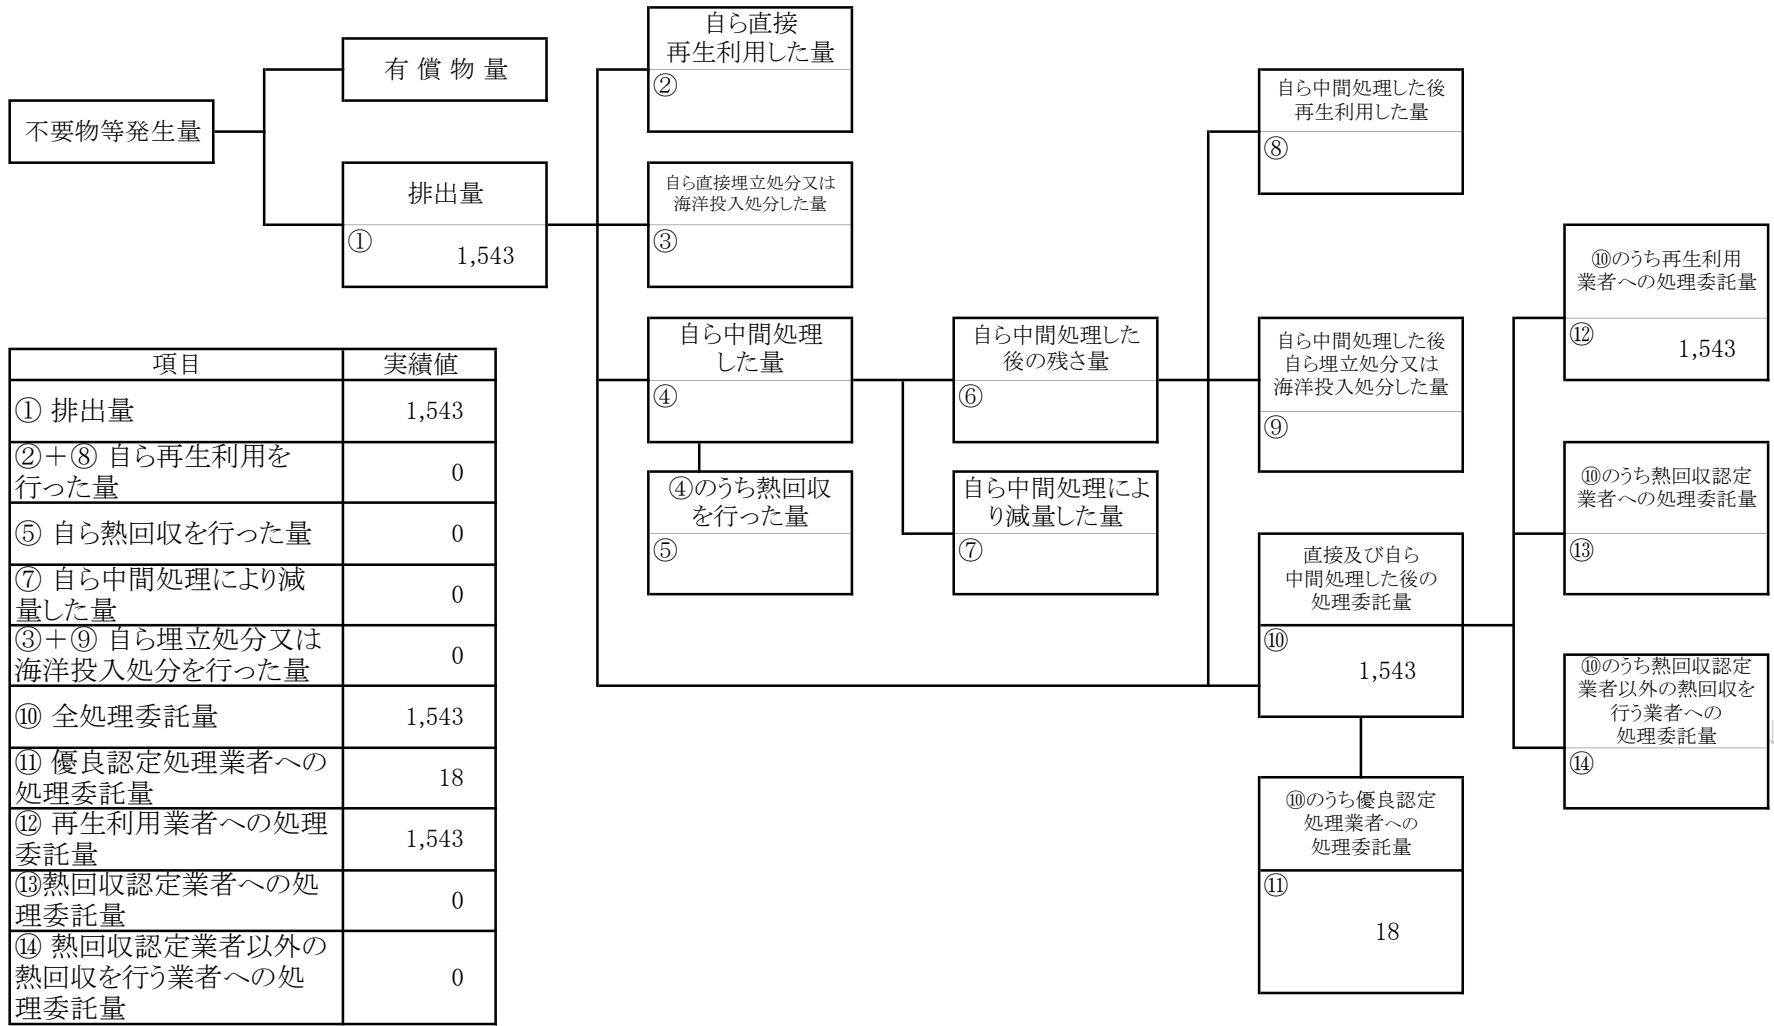 自ら直接
再生利用した量
②
有 償 物 量
不要物等発生量
排出量
①
1,543
自ら直接埋立処分又は
海洋投入処分した量
③
自ら中間処理した後
再生利用した量
⑧
⑩のうち再生利用
業者への処理委託量
⑫
1,543
自ら中間処理
した量
④
自ら中間処理した
後の残さ量
⑥
自ら中間処理した後
自ら埋立処分又は
海洋投入処分した量
⑨
④のうち熱回収
を行った量
⑤
自ら中間処理によ
り減量した量
⑦
⑩のうち熱回収認定
業者への処理委託量
⑬
直接及び自ら
中間処理した後の
処理委託量
⑩
1,543
⑩のうち熱回収認定
業者以外の熱回収を
行う業者への
処理委託量
⑭
⑩のうち優良認定
処理業者への
処理委託量
⑪
18
項目 実績値
① 排出量 1,543
②＋⑧ 自ら再生利用を
行った量 0
⑤ 自ら熱回収を行った量 0
⑦ 自ら中間処理により減
量した量 0
③＋⑨ 自ら埋立処分又は
海洋投入処分を行った量 0
⑩ 全処理委託量 1,543
⑪ 優良認定処理業者への
処理委託量 18
⑫ 再生利用業者への処理
委託量 1,543
⑬熱回収認定業者への処
理委託量 0
⑭ 熱回収認定業者以外の
熱回収を行う業者への処
理委託量 0